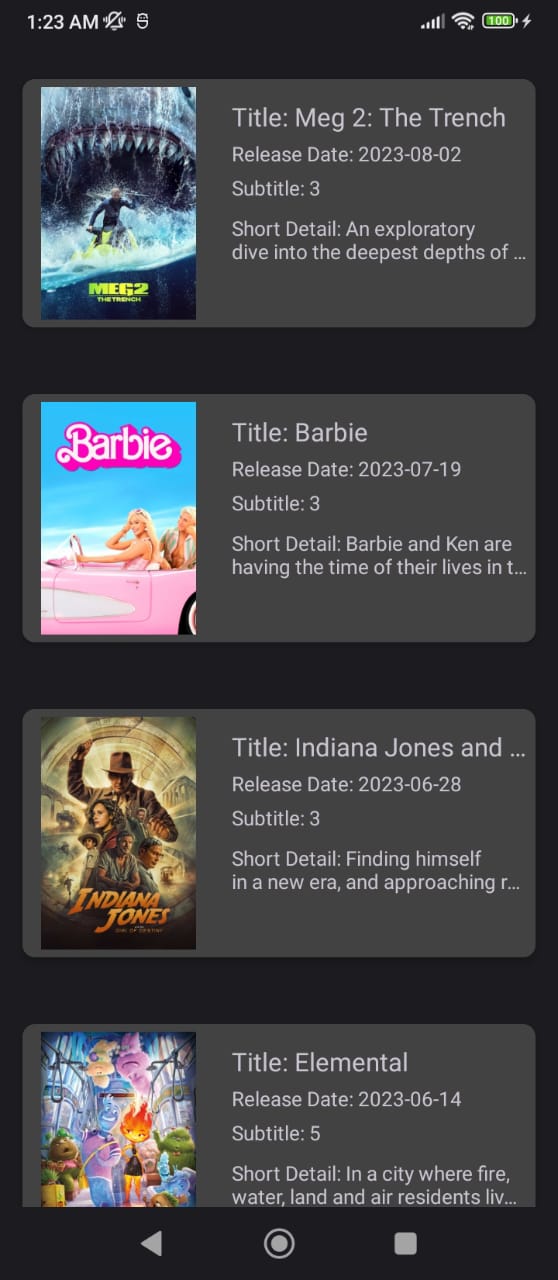 1:23 AM
100
Title: Meg 2: The Trench
Release Date: 2023-08-02
Subtitle: 3
Short Detail: An exploratory
dive into the deepest depths of ...
MEG2
THE TRENCH
Title: Barbie
Release Date: 2023-07-19
Subtitle: 3
Short Detail: Barbie and Ken are
having the time of their lives in t...
Barbie
Title: Indiana Jones and ...
Release Date: 2023-06-28
Subtitle: 3
Short Detail: Finding himself
in a new era, and approaching r...
INDIANA
JONES
DIAL OF DESTINY
Title: Elemental
Release Date: 2023-06-14
Subtitle: 5
Short Detail: In a city where fire,
water, land and air residents liv...